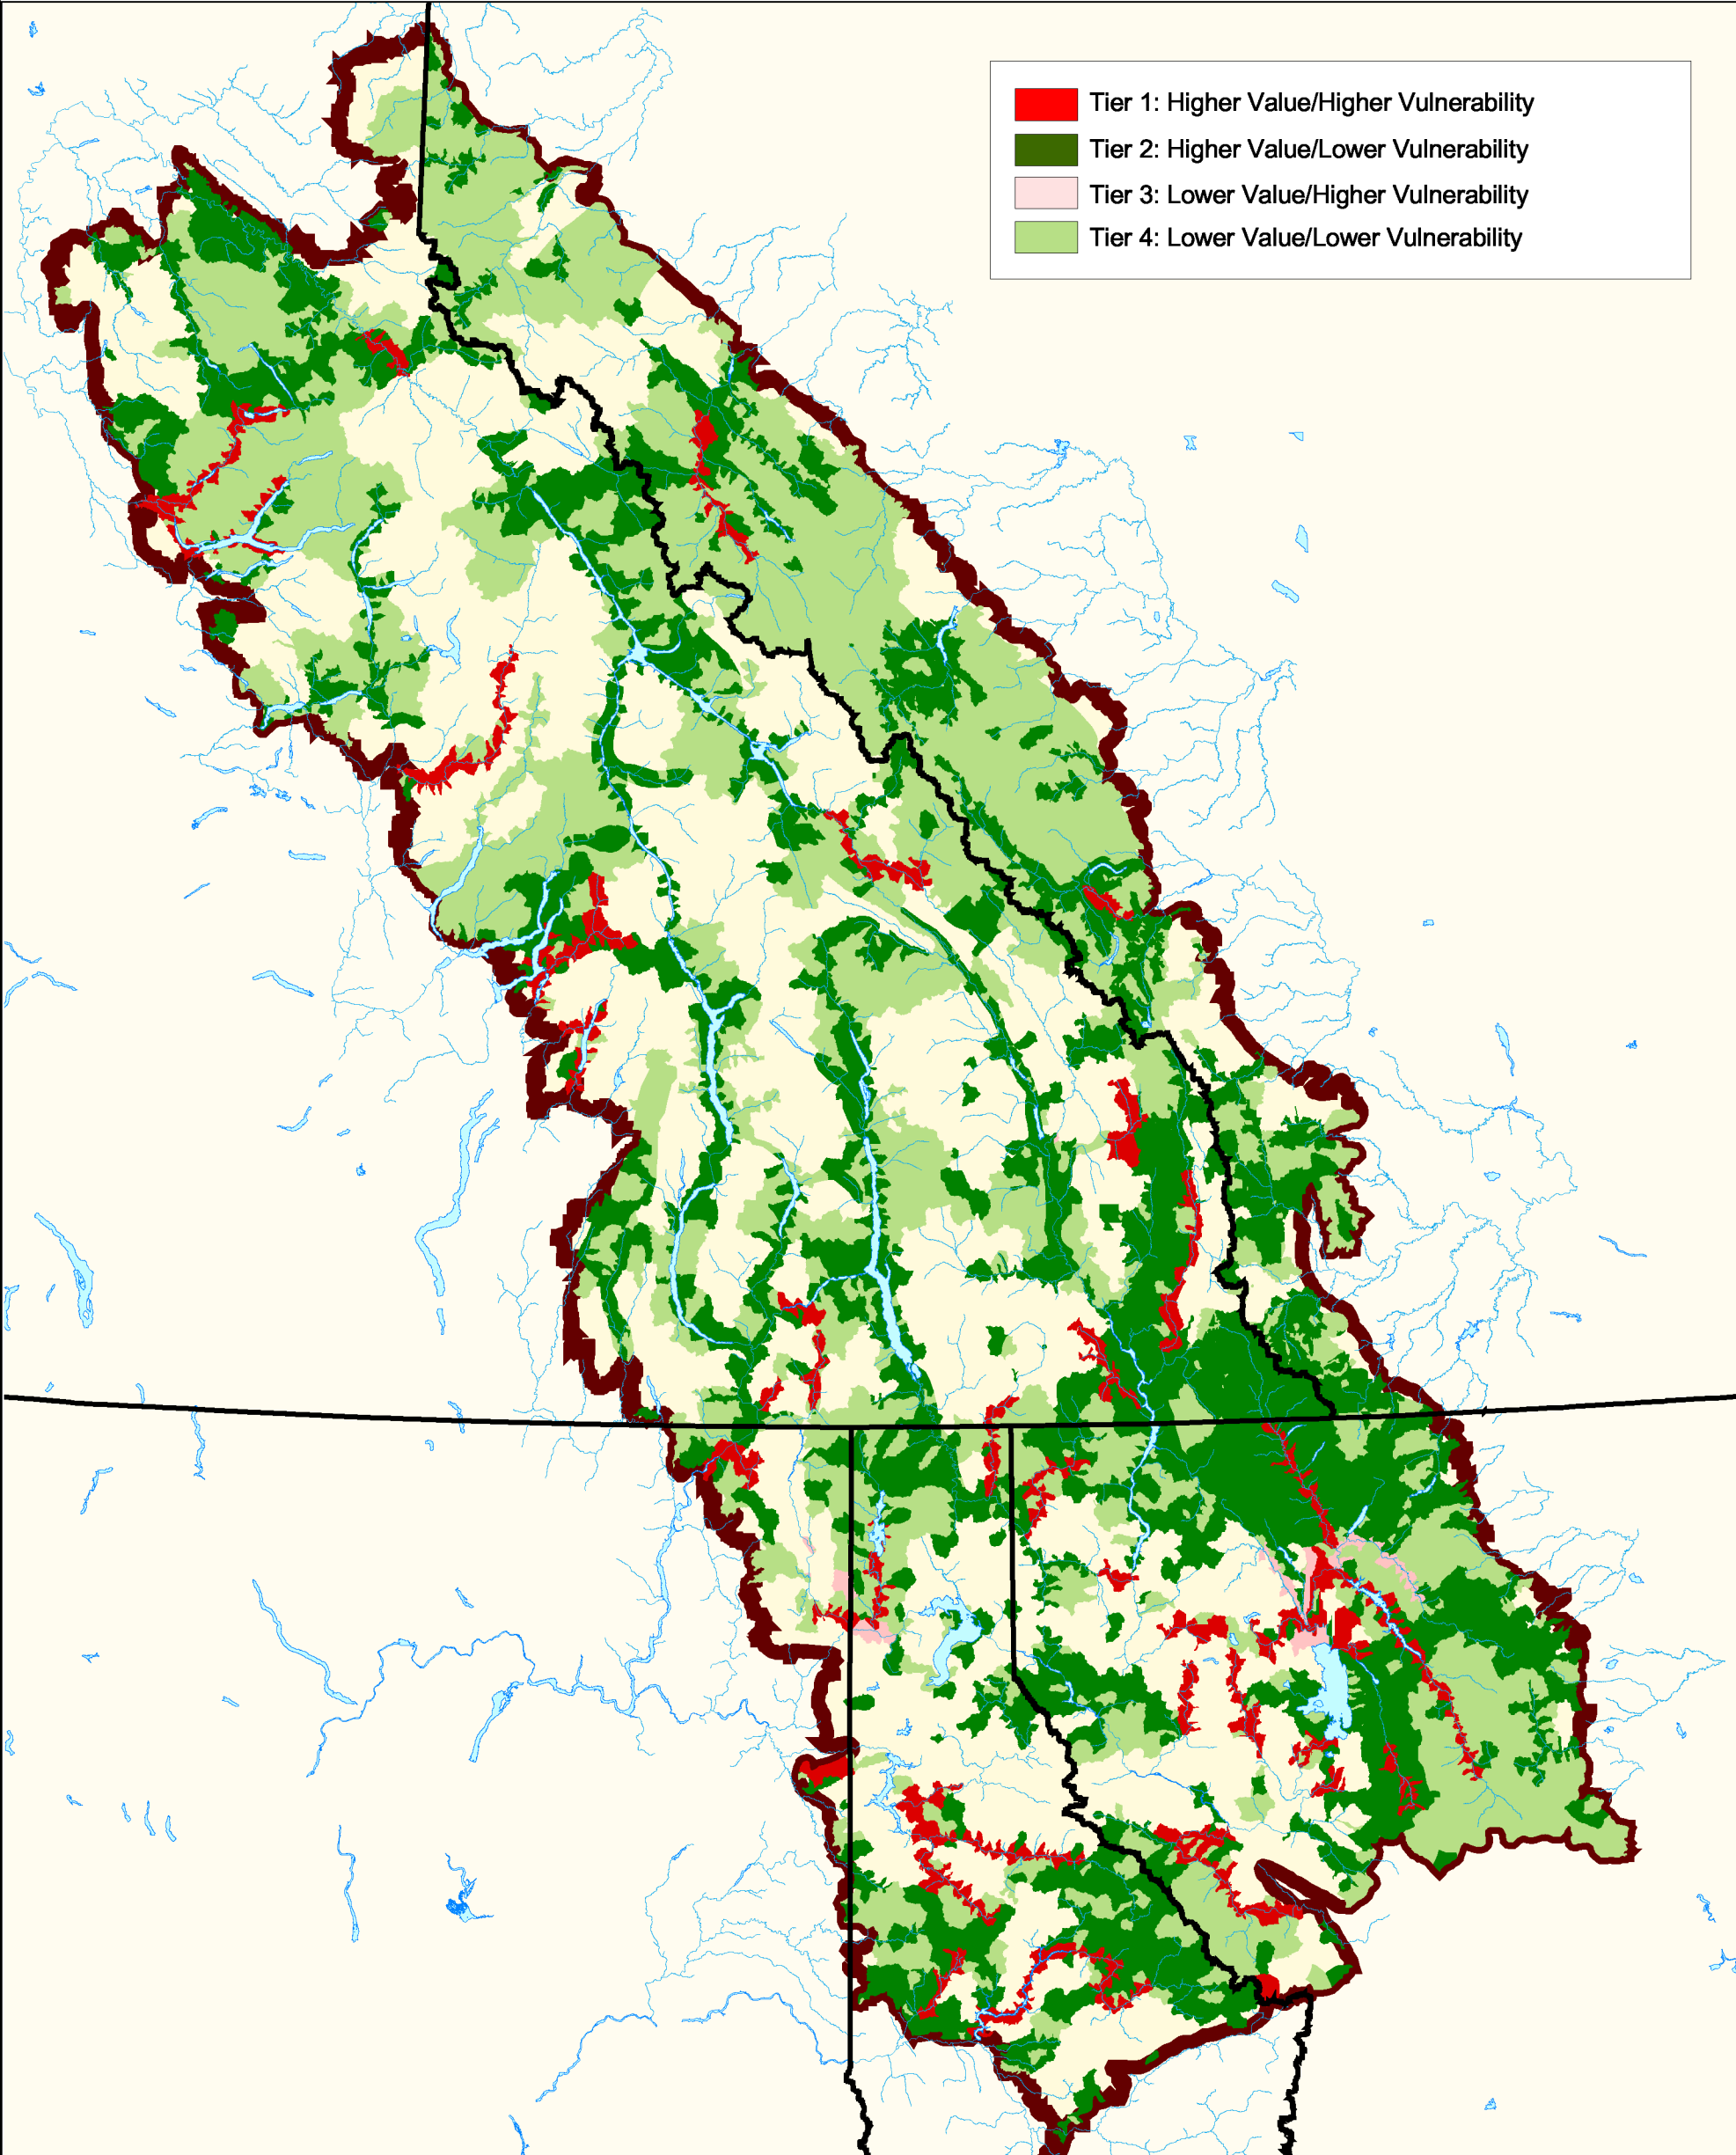 Tier 1: Higher Value/Higher Vulnerability
Tier 2: Higher Value/Lower Vulnerability
Tier 3: Lower Value/Higher Vulnerability
Tier 4: Lower Value/Lower Vulnerability